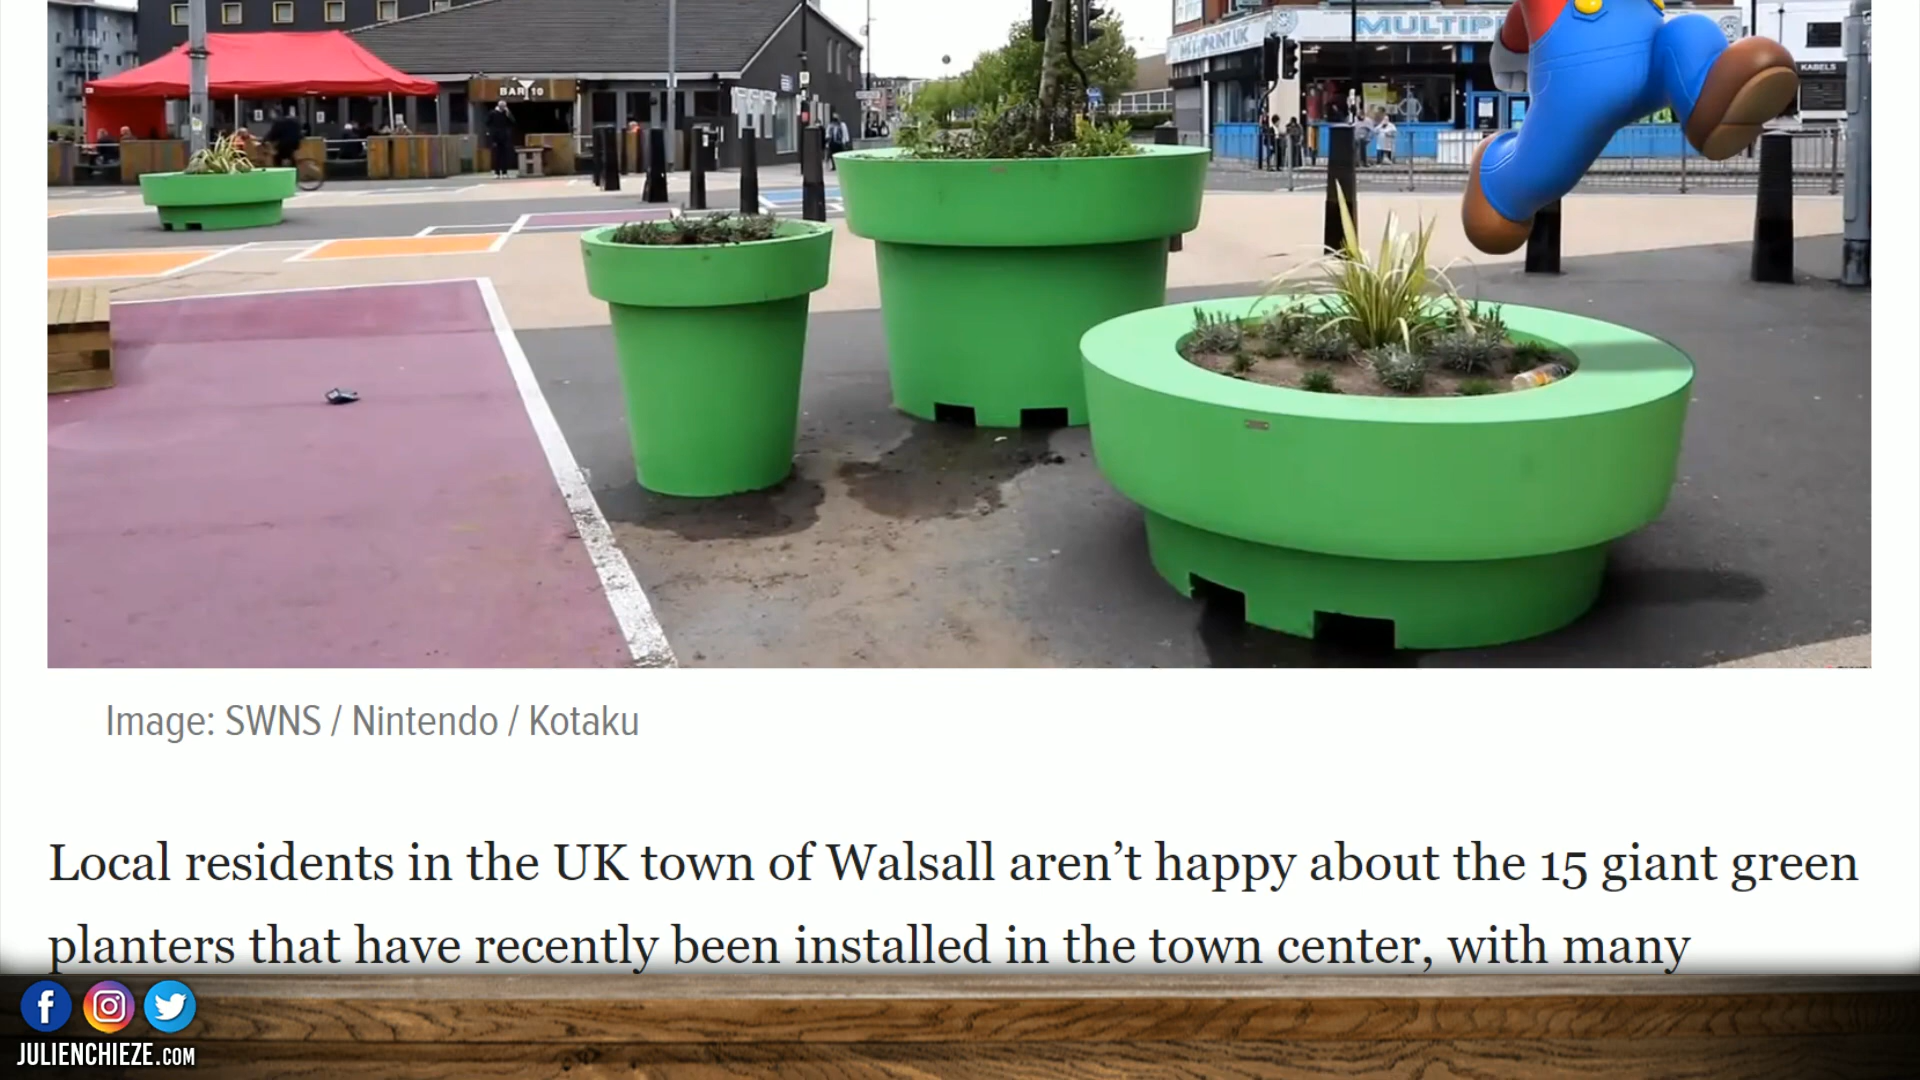 BAR 10
MULTIP
KABELS
Image: SWNS / Nintendo / Kotaku
Local residents in the UK town of Walsall aren’t happy about the 15 giant green
planters that have recently been installed in the town center, with many
JULIENCHIEZE.COM